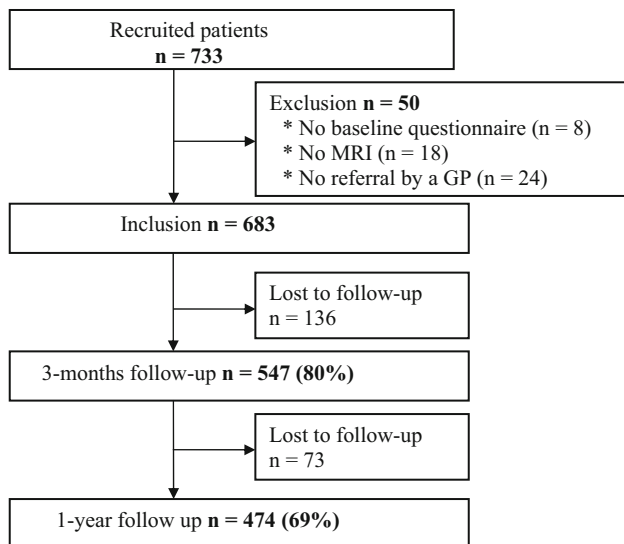 Recruited patients
n = 733
Exclusion n = 50
* No baseline questionnaire (n = 8)
* No MRI (n = 18)
* No referral by a GP (n = 24)
Inclusion n = 683
Lost to follow-up
n = 136
3-months follow-up n = 547 (80%)
Lost to follow-up
n = 73
1-year follow up n = 474 (69%)